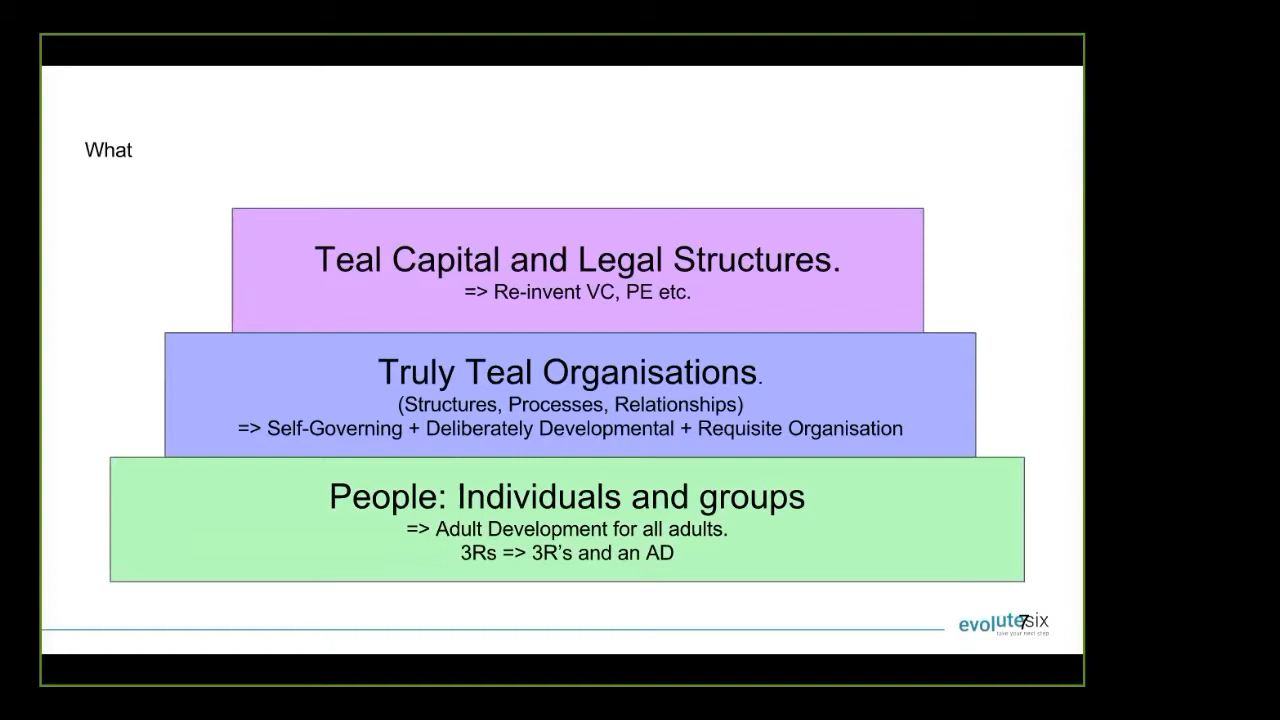 What
Teal Capital and Legal Structures.
=> Re-invent VC, PE etc.
Truly Teal Organisations.
(Structures, Processes, Relationships)
=> Self-Governing + Deliberately Developmental + Requisite Organisation
People: Individuals and groups
=> Adult Development for all adults.
3Rs => 3R's and an AD
evolutesix
7
take your next step